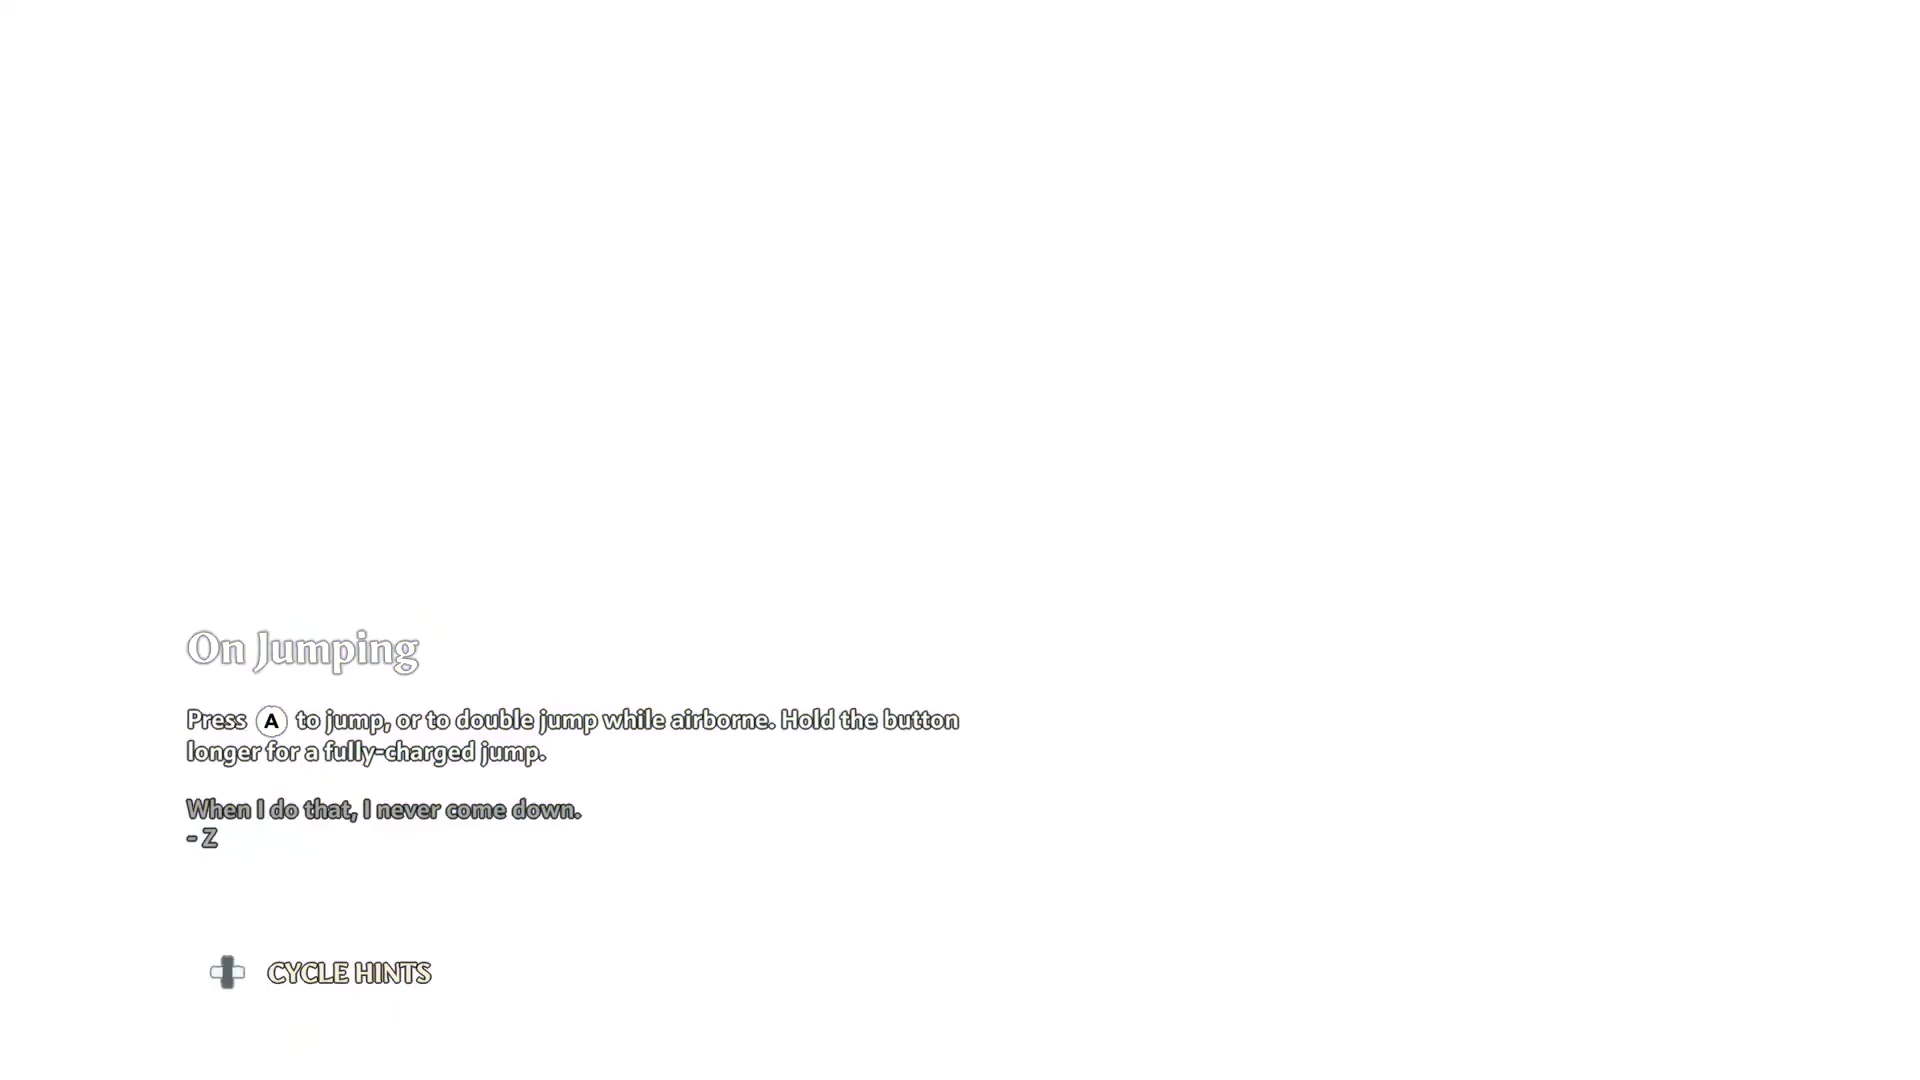 On Jumping
Press A to jump, or to double jump while airborne. Hold the button
longer for a fully-charged jump.
When I do that, I never come down.
- Z
CYCLE HINTS